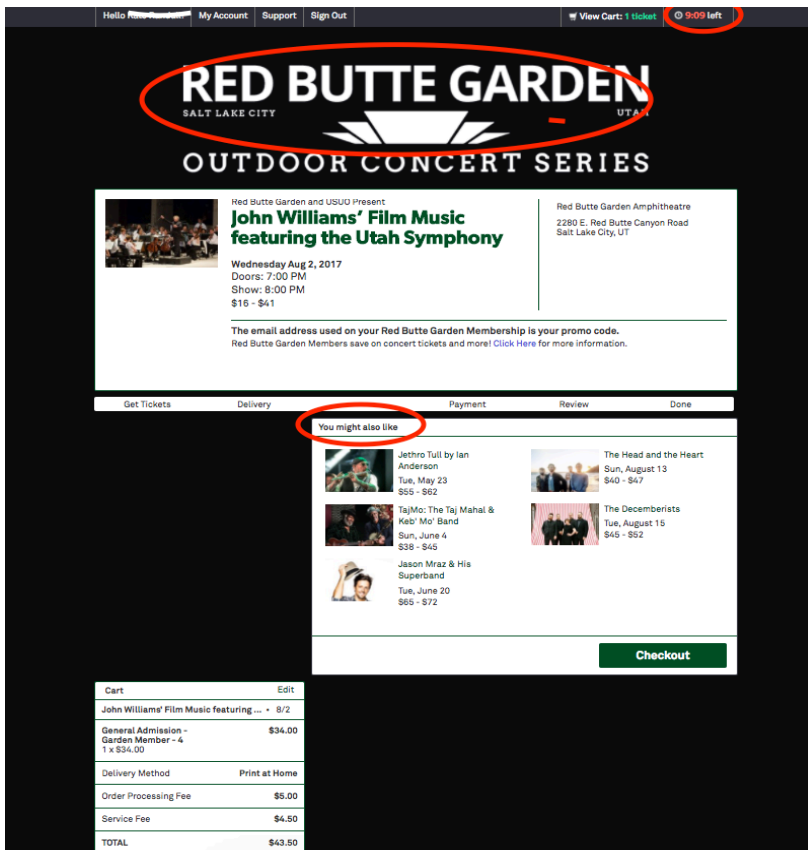 Hello
My Account
Support
Sign Out
View Cart: 1 ticket
9:09 left
RED BUTTE GARDEN
SALT LAKE CITY
UTAH
OUTDOOR CONCERT SERIES
Red Butte Garden and USUO Present
John Williams' Film Music
featuring the Utah Symphony
Wednesday Aug 2, 2017
Doors: 7:00 PM
Show: 8:00 PM
$16 - $41
Red Butte Garden Amphitheatre
2280 E. Red Butte Canyon Road
Salt Lake City, UT
The email address used on your Red Butte Garden Membership is your promo code.
Red Butte Garden Members save on concert tickets and more! Click Here for more information.
Get Tickets
Delivery
Payment
Review
Done
You might also like
Jethro Tull by Ian
Anderson
Tue, May 23
$55 - $62
TajMo: The Taj Mahal &
Keb' Mo' Band
Sun, June 4
$38 - $45
Jason Mraz & His
Superband
Tue, June 20
$65 - $72
The Head and the Heart
Sun, August 13
$40 - $47
The Decemberists
Tue, August 15
$45 - $52
Checkout
Cart
Edit
John Williams' Film Music featuring ... • 8/2
General Admission -
Garden Member - 4
1 x $34.00
$34.00
Delivery Method
Print at Home
Order Processing Fee
$5.00
Service Fee
$4.50
TOTAL
$43.50